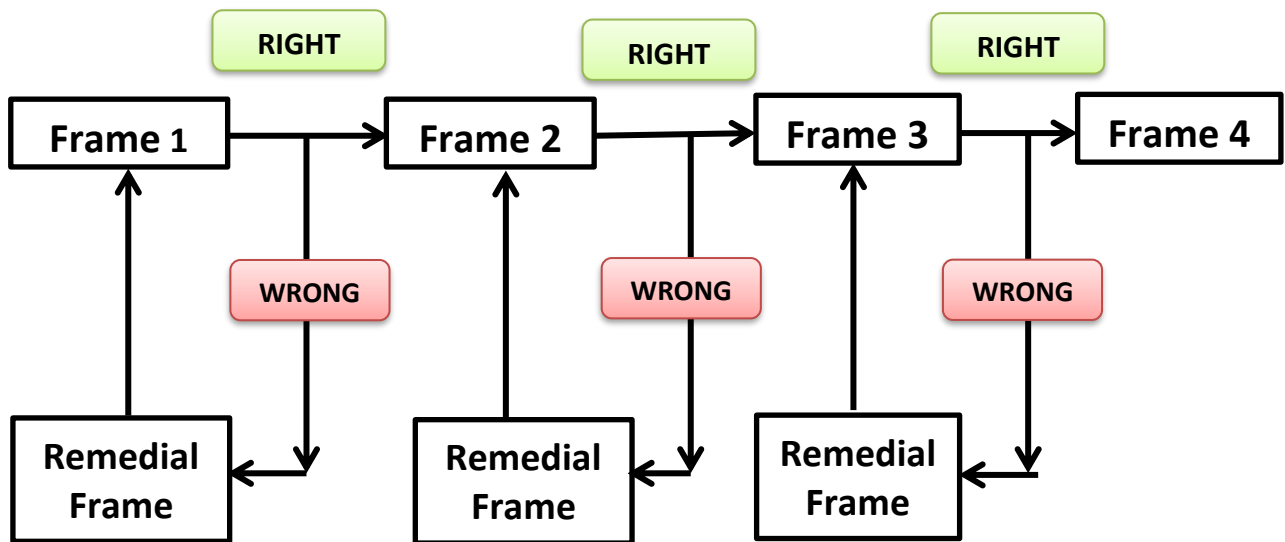 RIGHT
RIGHT
RIGHT
Frame 1
Frame 2
Frame 3
Frame 4
WRONG
WRONG
WRONG
Remedial
Frame
Remedial
Frame
Remedial
Frame